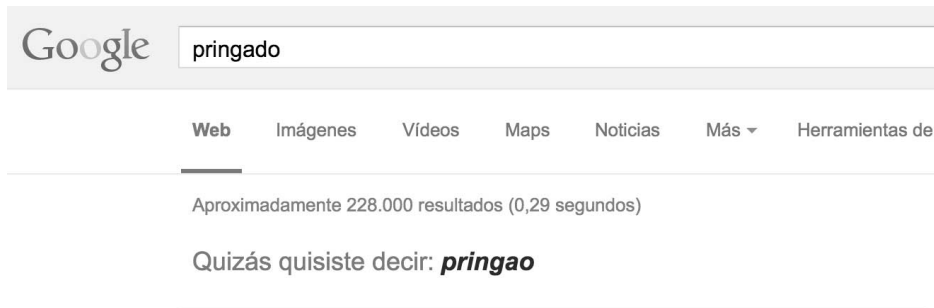 Google pringado
Web Imágenes Vídeos Maps Noticias Más Herramientas de
Aproximadamente 228.000 resultados (0,29 segundos)
Quizás quisiste decir: pringao